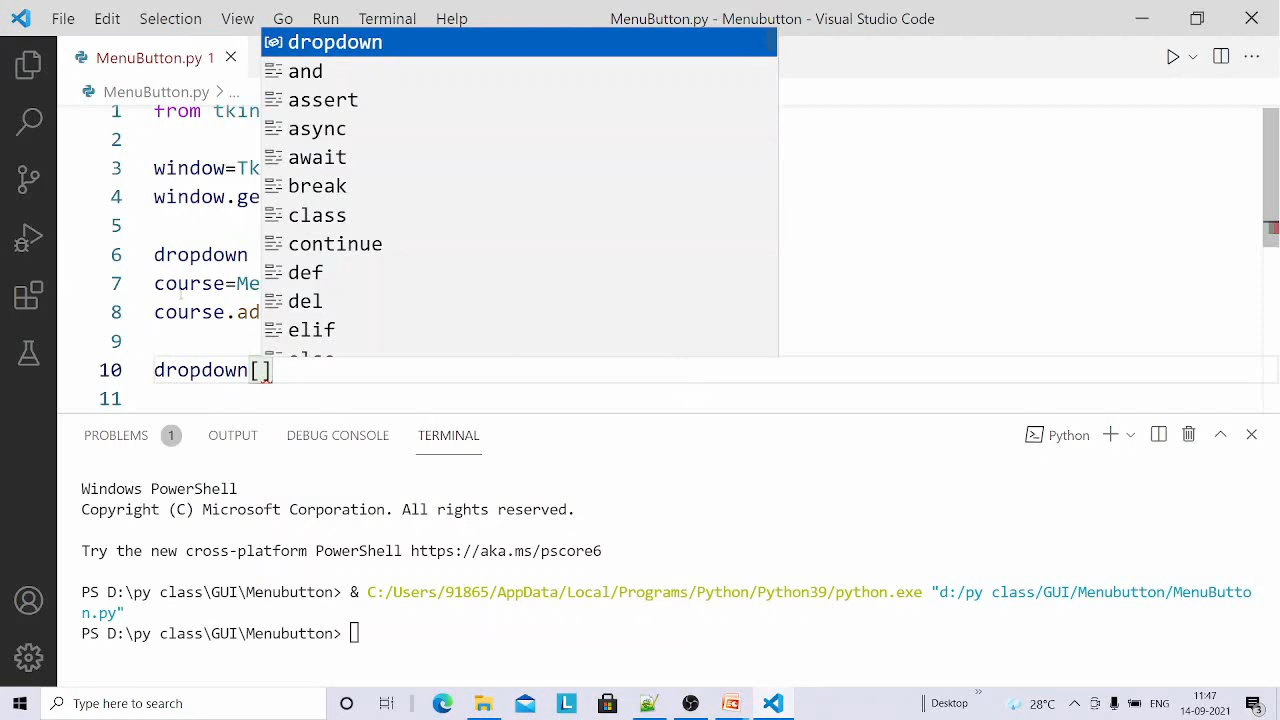 File Edit Selection View Go Run Terminal Help MenuButton.py - Menubutton - Visual Studio Code
MenuButton.py 1
MenuButton.py > ...
dropdown
and
assert
async
await
break
class
continue
def
del
elif
else
1 from tkin
2
3 window=Tk
4 window.ge
5
6 dropdown
7 course=Me
8 course.ad
9
10 dropdown[]
11
PROBLEMS 1 OUTPUT DEBUG CONSOLE TERMINAL Python
Windows PowerShell
Copyright (C) Microsoft Corporation. All rights reserved.
Try the new cross-platform PowerShell https://aka.ms/pscore6
PS D:\py class\GUI\Menubutton> & C:/Users/91865/AppData/Local/Programs/Python/Python39/python.exe "d:/py class/GUI/Menubutton/MenuButto
n.py"
PS D:\py class\GUI\Menubutton>
Type here to search Desktop » 28°C ENG 11:47
14-09-2021 3